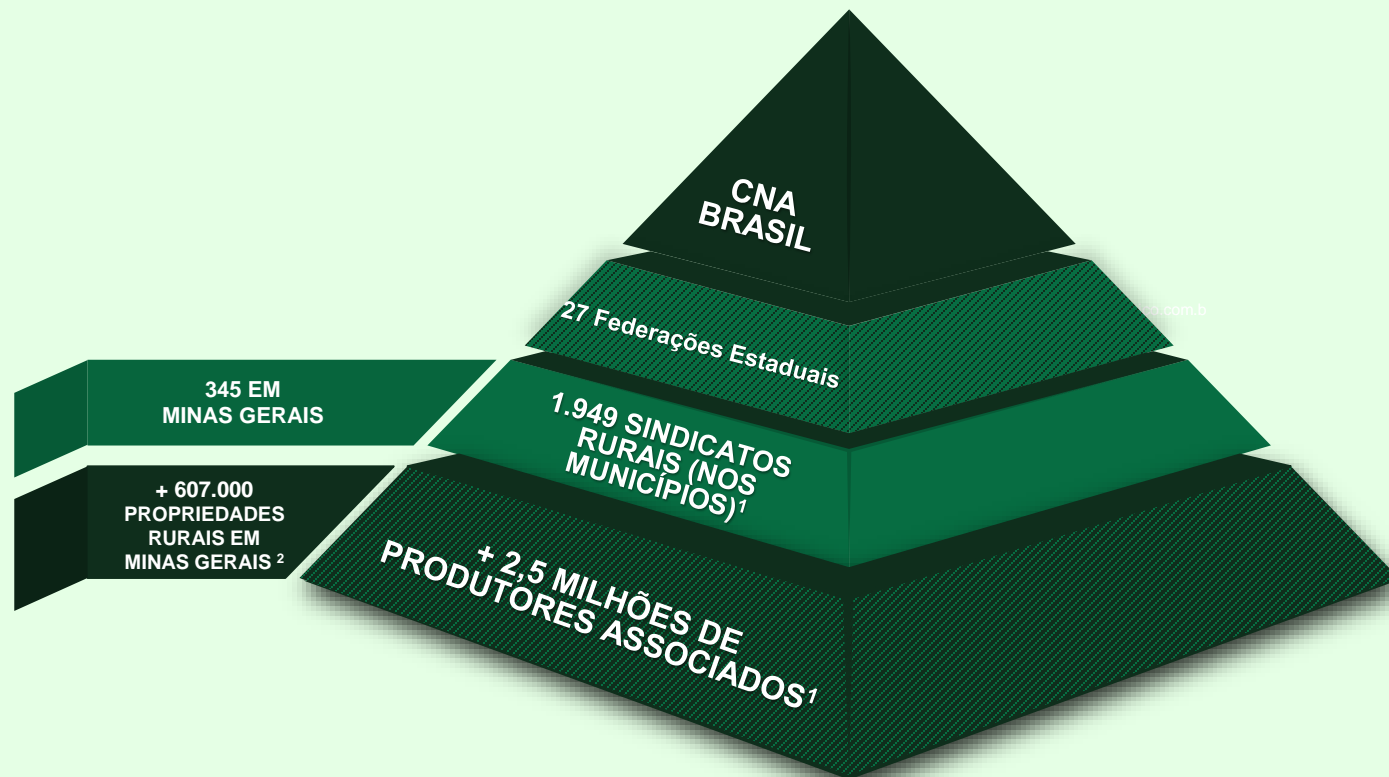 CNA
BRASIL
27 Federações Estaduais
345 EM
MINAS GERAIS
1.949 SINDICATOS
RURAIS (NOS
MUNICÍPIOS)¹
+ 607.000
PROPRIEDADES
RURAIS EM
MINAS GERAIS ²
+ 2,5 MILHÕES DE
PRODUTORES ASSOCIADOS¹